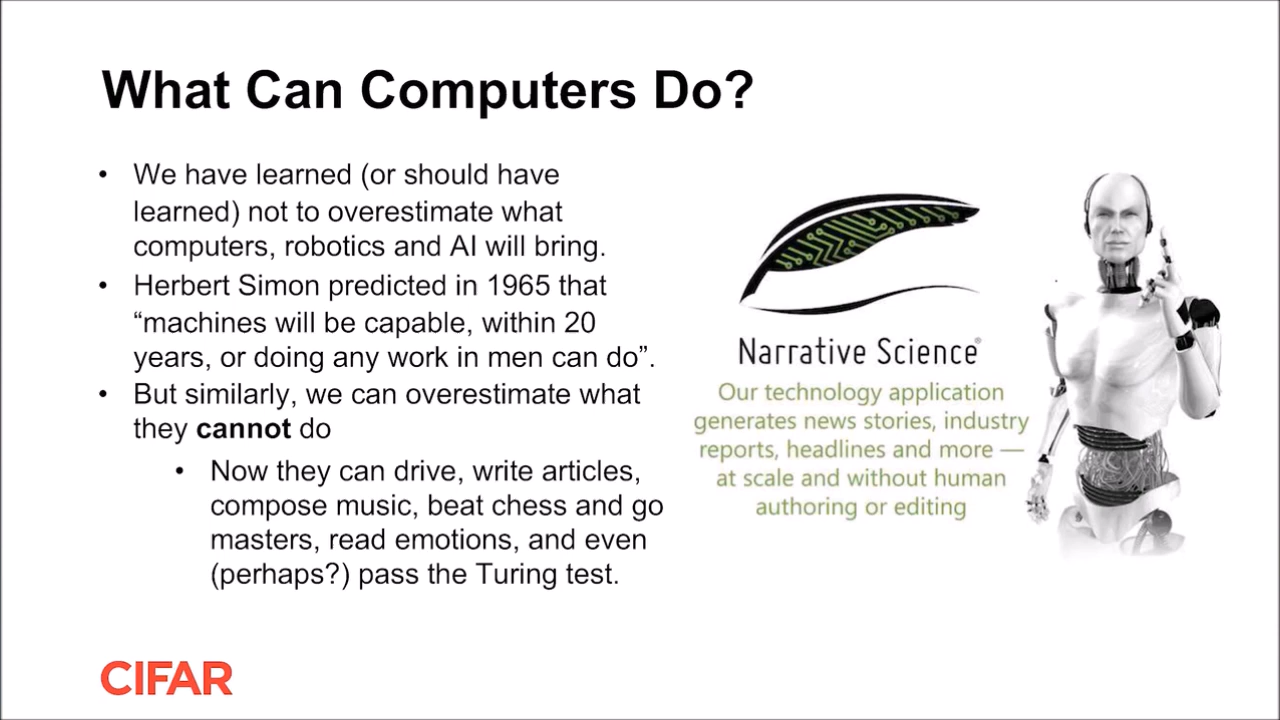 What Can Computers Do?
• We have learned (or should have
learned) not to overestimate what
computers, robotics and AI will bring.
• Herbert Simon predicted in 1965 that
“machines will be capable, within 20
years, or doing any work in men can do”.
• But similarly, we can overestimate what
they cannot do
• Now they can drive, write articles,
compose music, beat chess and go
masters, read emotions, and even
(perhaps?) pass the Turing test.
Narrative Science®
Our technology application
generates news stories, industry
reports, headlines and more —
at scale and without human
authoring or editing
CIFAR